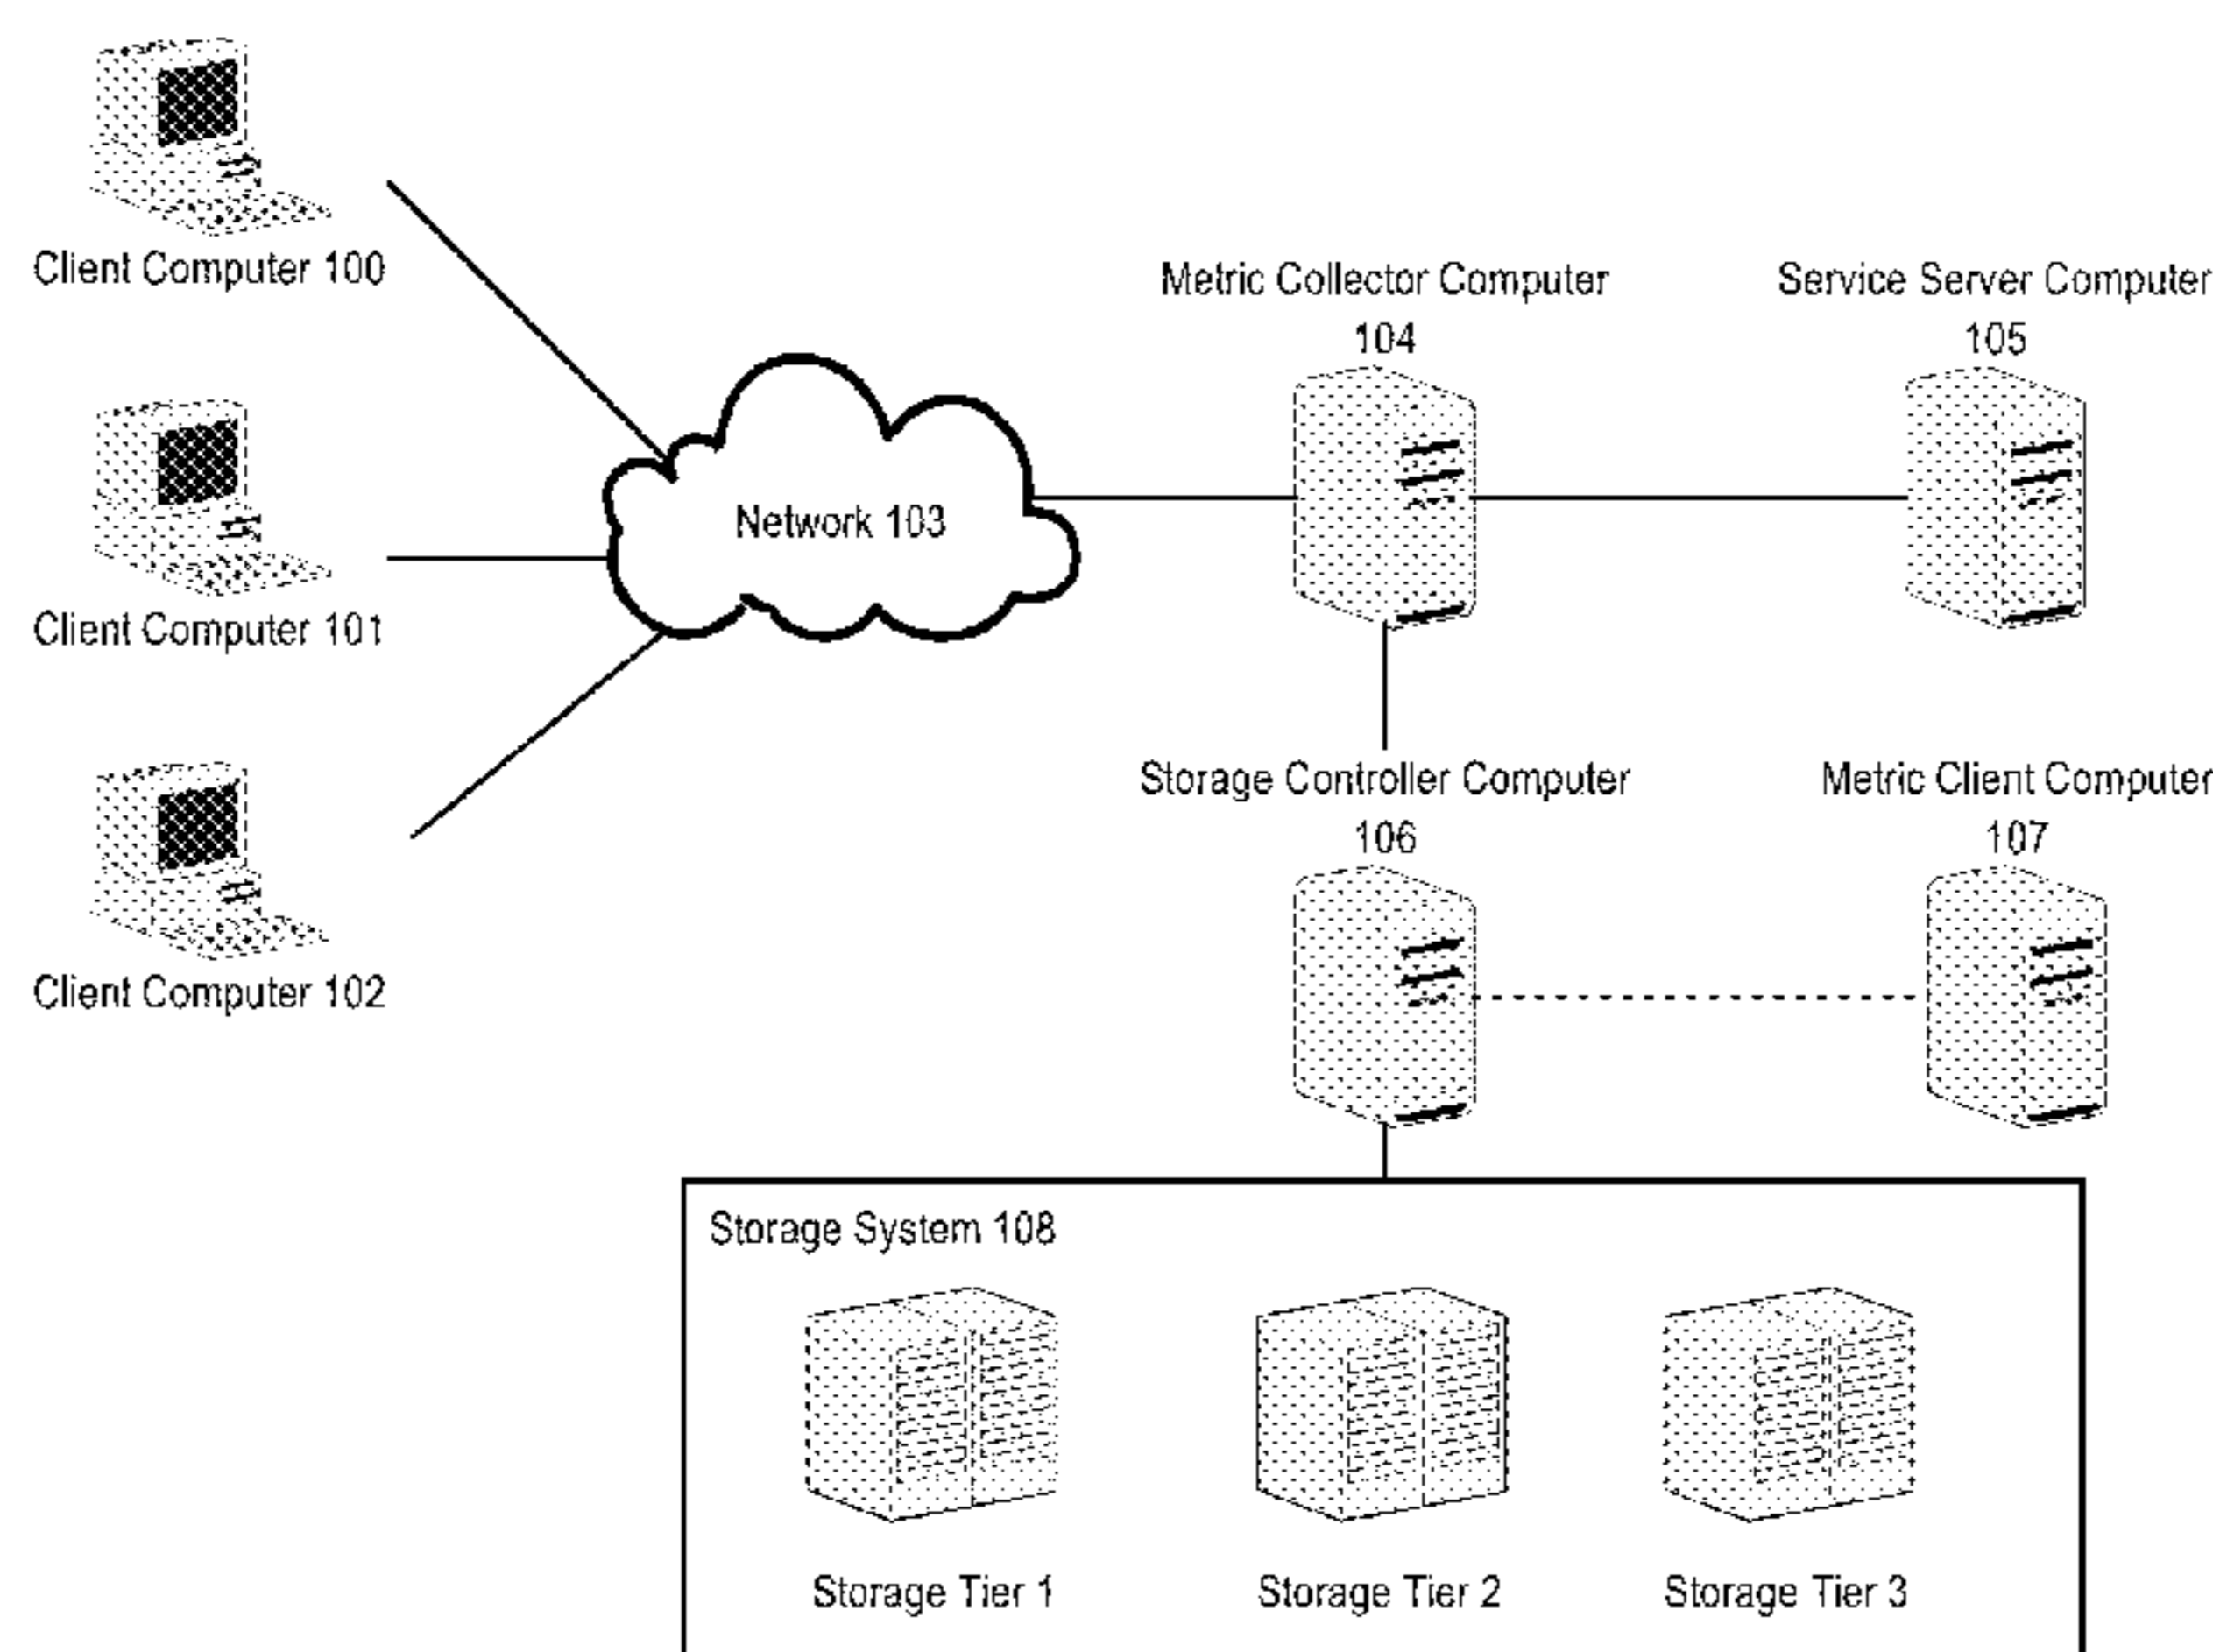 Client Computer 100
Metric Collector Computer
104
Service Server Computer
105
Network 103
Client Computer 101
Storage Controller Computer
106
Metric Client Computer
107
Client Computer 102
Storage System 108
Storage Tier 1
Storage Tier 2
Storage Tier 3